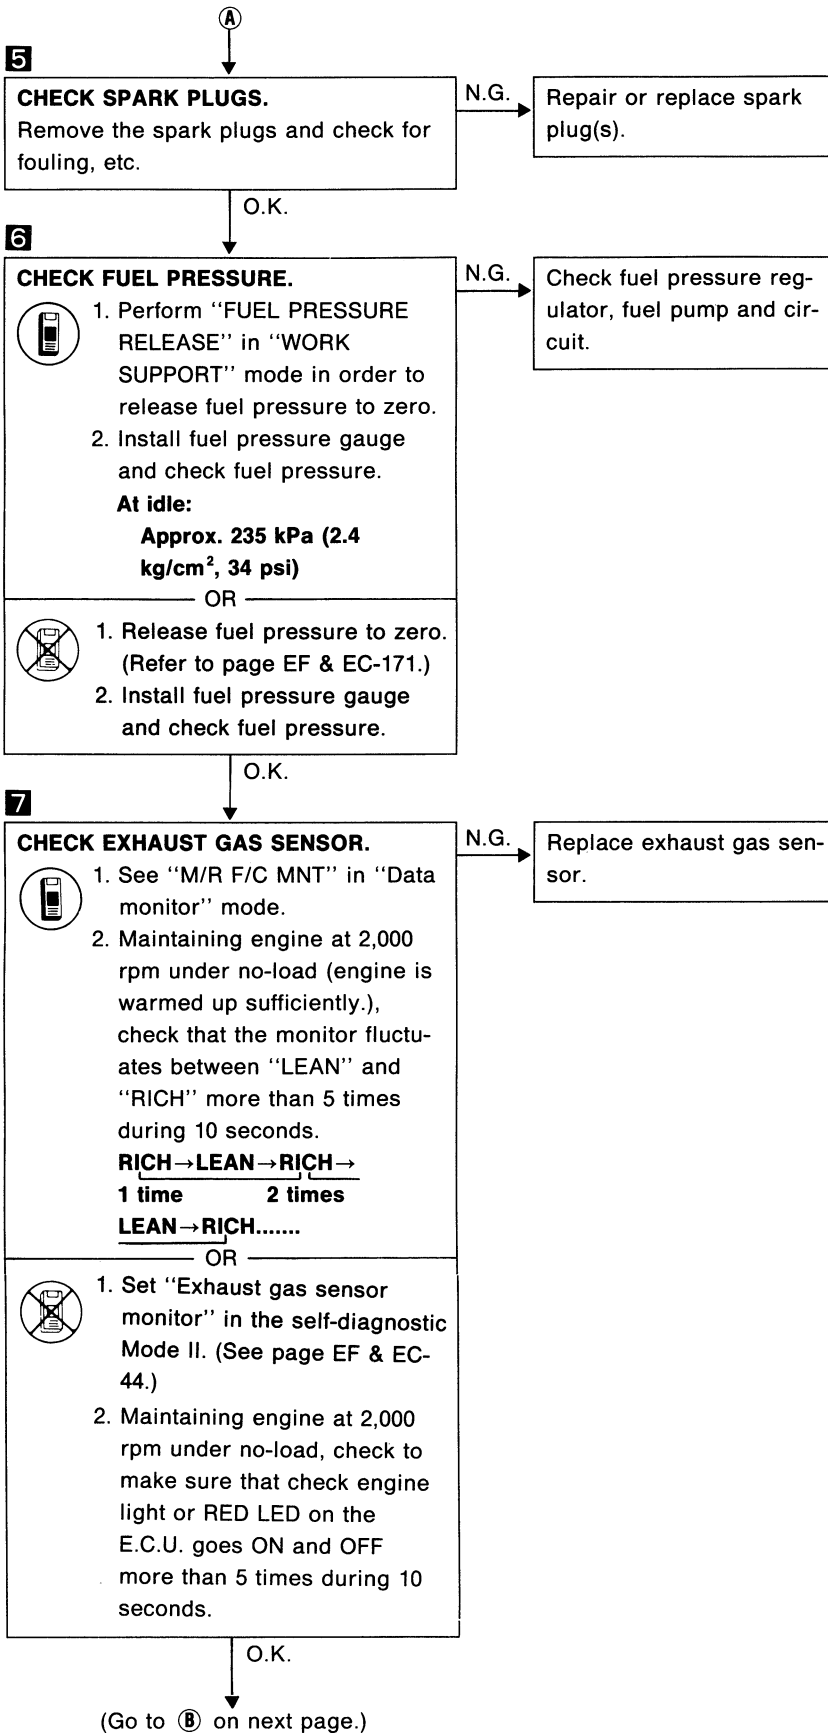 A
5
CHECK SPARK PLUGS.
Remove the spark plugs and check for
fouling, etc.
N.G.
Repair or replace spark
plug(s).
O.K.
6
CHECK FUEL PRESSURE.
1. Perform ‘‘FUEL PRESSURE
RELEASE’’ in ‘‘WORK
SUPPORT’’ mode in order to
release fuel pressure to zero.
2. Install fuel pressure gauge
and check fuel pressure.
At idle:
Approx. 235 kPa (2.4
kg/cm², 34 psi)
N.G.
Check fuel pressure reg-
ulator, fuel pump and cir-
cuit.
OR
1. Release fuel pressure to zero.
(Refer to page EF & EC-171.)
2. Install fuel pressure gauge
and check fuel pressure.
O.K.
7
CHECK EXHAUST GAS SENSOR.
1. See ‘‘M/R F/C MNT’’ in ‘‘Data
monitor’’ mode.
2. Maintaining engine at 2,000
rpm under no-load (engine is
warmed up sufficiently.),
check that the monitor fluctu-
ates between ‘‘LEAN’’ and
‘‘RICH’’ more than 5 times
during 10 seconds.
RICH→LEAN→RICH→
1 time 2 times
LEAN→RICH.......
N.G.
Replace exhaust gas sen-
sor.
OR
1. Set ‘‘Exhaust gas sensor
monitor’’ in the self-diagnostic
Mode II. (See page EF & EC-
44.)
2. Maintaining engine at 2,000
rpm under no-load, check to
make sure that check engine
light or RED LED on the
E.C.U. goes ON and OFF
more than 5 times during 10
seconds.
O.K.
(Go to B on next page.)